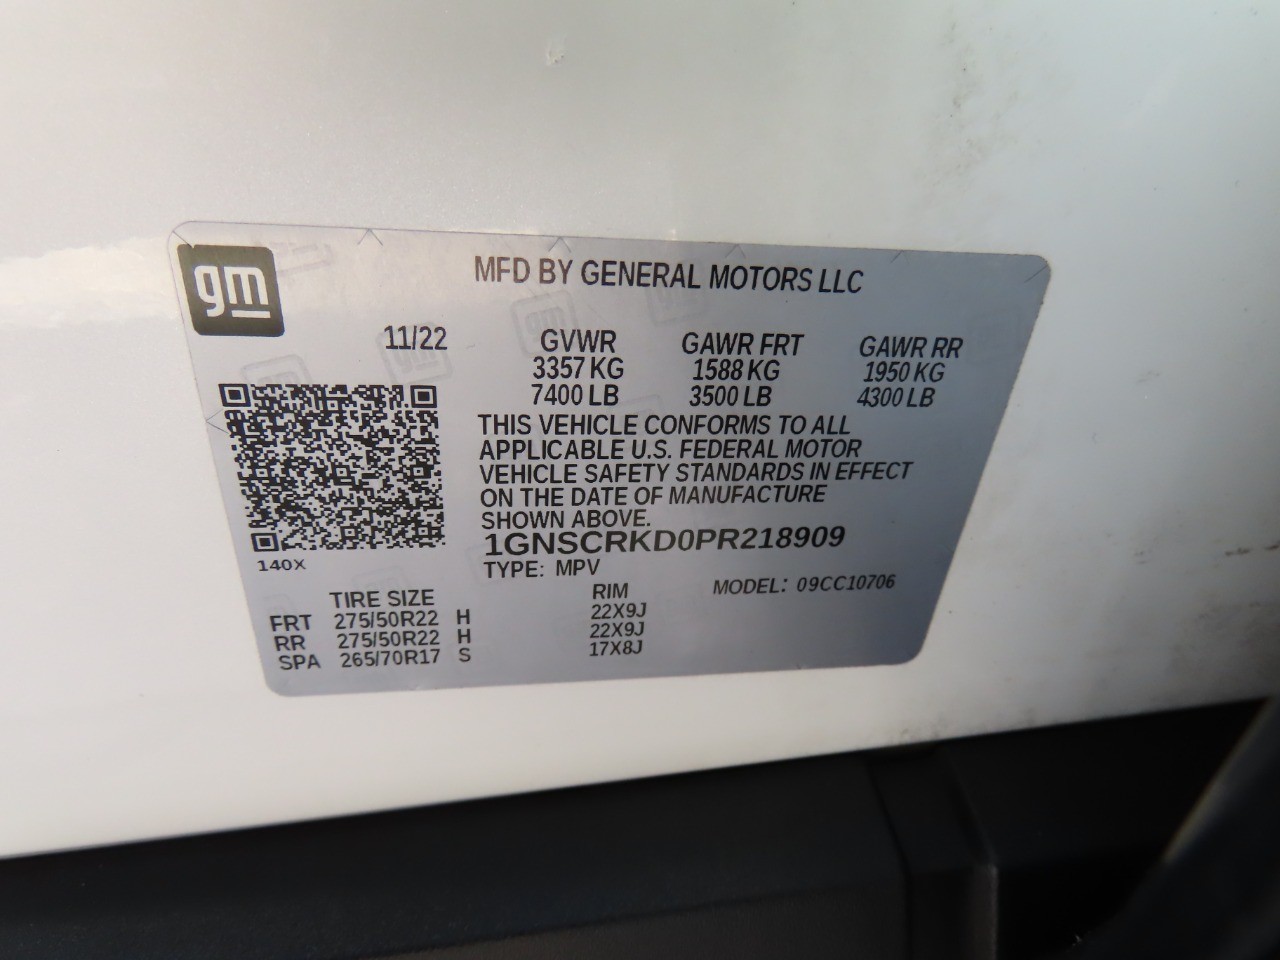 gm
MFD BY GENERAL MOTORS LLC
11/22 GVWR GAWR FRT GAWR RR
3357 KG 1588 KG 1950 KG
7400 LB 3500 LB 4300 LB
THIS VEHICLE CONFORMS TO ALL
APPLICABLE U.S. FEDERAL MOTOR
VEHICLE SAFETY STANDARDS IN EFFECT
ON THE DATE OF MANUFACTURE
SHOWN ABOVE.
1GNSCRKD0PR218909
140X
TYPE: MPV MODEL: 09CC10706
TIRE SIZE RIM
FRT 275/50R22 H 22X9J
RR 275/50R22 H 22X9J
SPA 265/70R17 S 17X8J